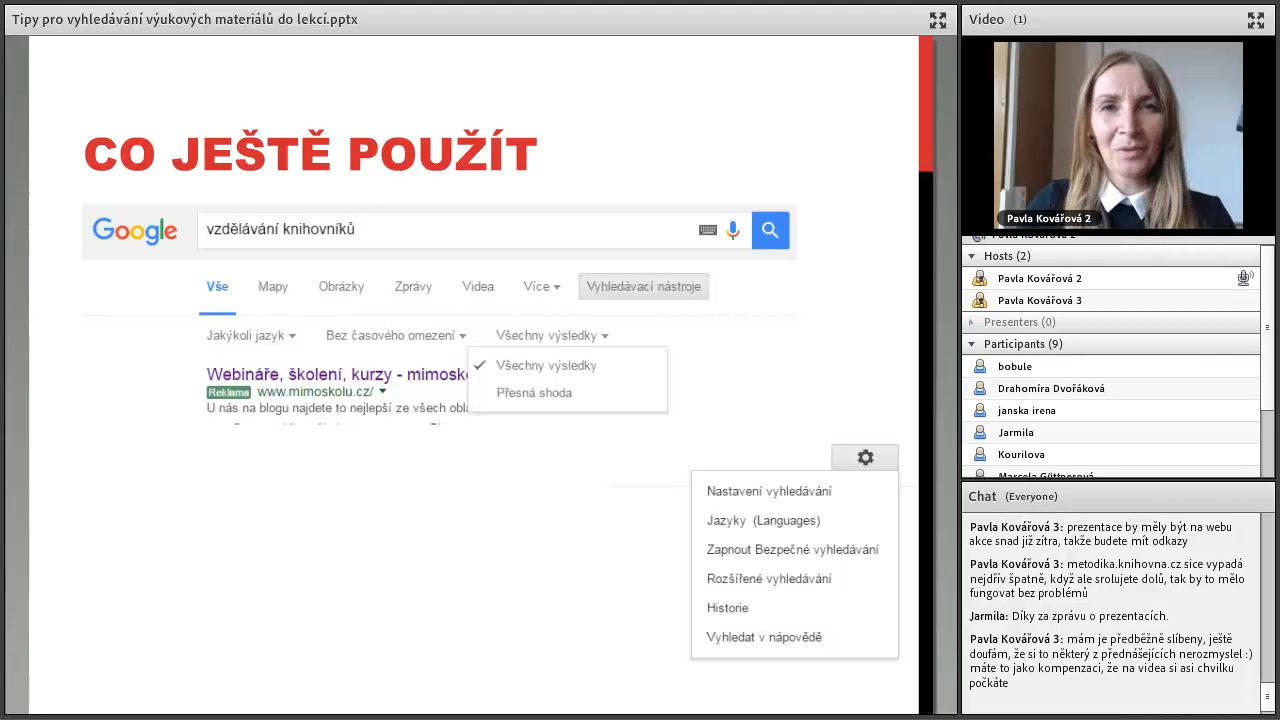 Tipy pro vyhledávání výukových materiálů do lekcí.pptx
CO JEŠTĚ POUŽÍT
Google
vzdělávání knihovníků
Vše Mapy Obrázky Zprávy Videa Více Vyhledávací nástroje
Jakýkoli jazyk Bez časového omezení Všechny výsledky
Všechny výsledky
Přesná shoda
Webináře, školení, kurzy - mimosk
Reklama www.mimoskolu.cz/
U nás na blogu najdete to nejlepší ze všech obla
Nastavení vyhledávání
Jazyky (Languages)
Zapnout Bezpečné vyhledávání
Rozšířené vyhledávání
Historie
Vyhledat v nápovědě
Video (1)
Pavla Kovářová 2
Pavla Kovářová 2
Hosts (2)
Pavla Kovářová 2
Pavla Kovářová 3
Presenters (0)
Participants (9)
bobule
Drahomíra Dvořáková
janska irena
Jarmila
Kourilova
Marcela Güttnerová
Chat (Everyone)
Pavla Kovářová 3: prezentace by měly být na webu
akce snad již zítra, takže budete mít odkazy
Pavla Kovářová 3: metodika.knihovna.cz sice vypadá
nejdřív špatně, když ale srolujete dolů, tak by to mělo
fungovat bez problémů
Jarmila: Díky za zprávu o prezentacích.
Pavla Kovářová 3: mám je předběžně slíbeny, ještě
doufám, že si to některý z přednášejících nerozmyslel :)
máte to jako kompenzaci, že na videa si asi chvilku
počkáte